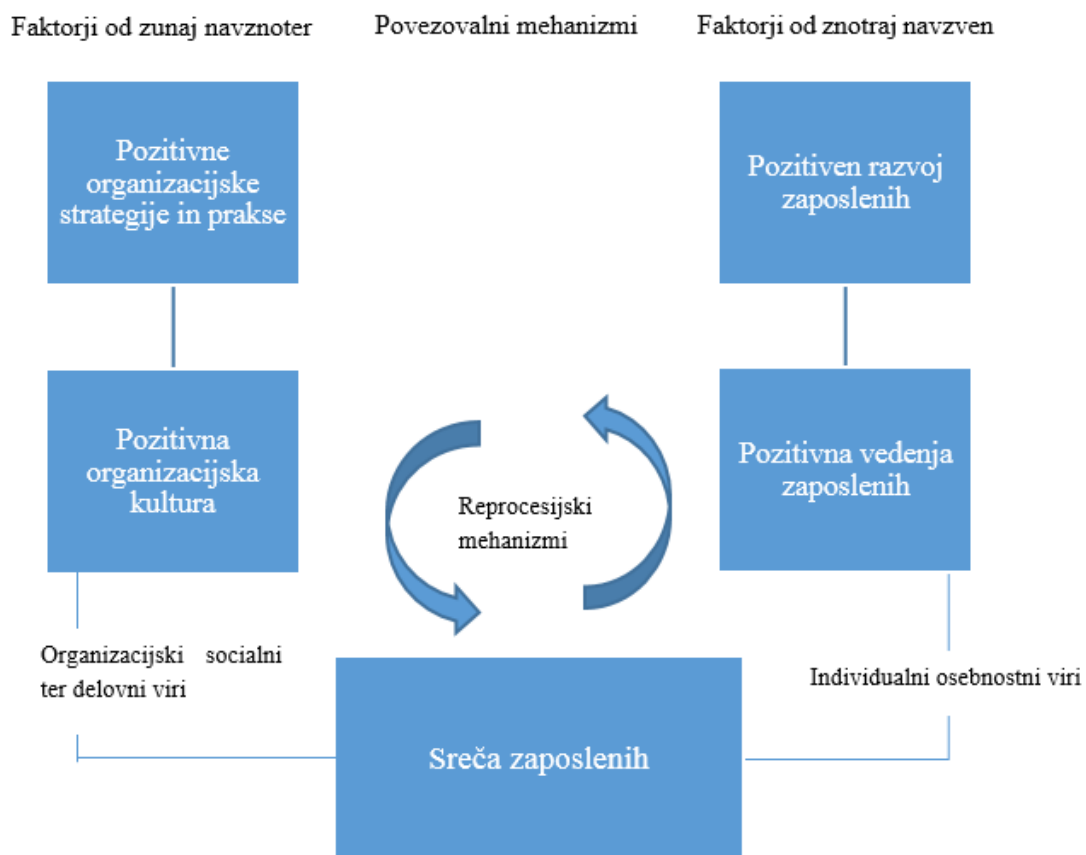 Faktorji od zunaj navznoter
Povezovalni mehanizmi
Faktorji od znotraj navzven
Pozitivne
organizacijske
strategije in prakse
Pozitiven razvoj
zaposlenih
Pozitivna
organizacijska
kultura
Reprocesijski
mehanizmi
Pozitivna vedenja
zaposlenih
Organizacijski socialni
ter delovni viri
Individualni osebnostni viri
Sreča zaposlenih